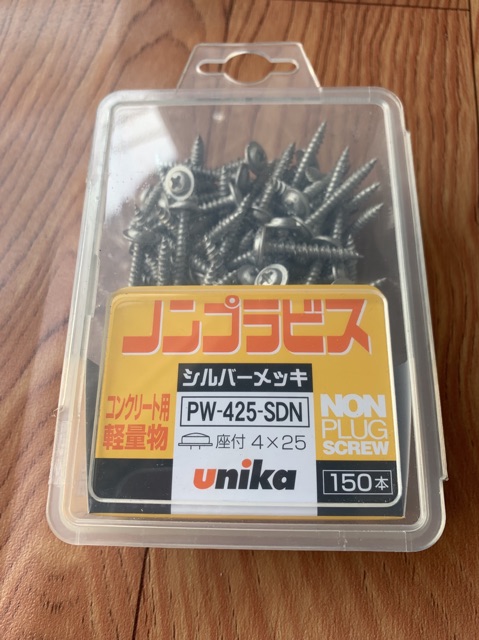 ノンプラビス
シルバーメッキ
コンクリート用
軽量物
PW-425-SDN
座付 4×25
NON
PLUG
SCREW
unika
150本